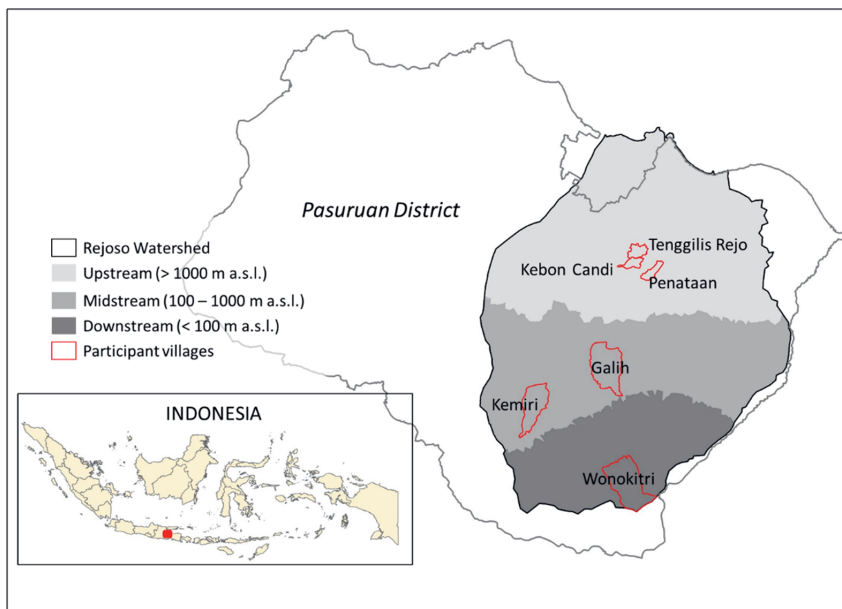 Pasuruan District
Rejoso Watershed
Upstream (> 1000 m a.s.l.)
Midstream (100 – 1000 m a.s.l.)
Downstream (< 100 m a.s.l.)
Participant villages
Tenggilis Rejo
Kebon Candi
Penataan
Galih
Kemiri
Wonokitri
INDONESIA